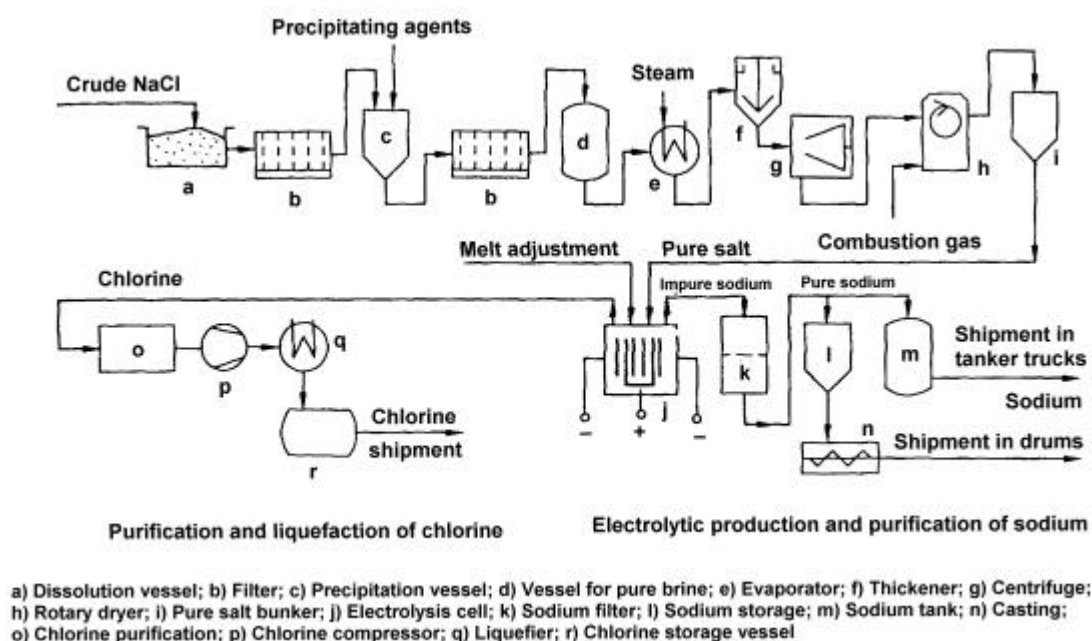 Precipitating agents
Crude NaCl
Steam
a
b
c
b
d
e
f
g
h
i
Melt adjustment
Pure salt
Combustion gas
Chlorine
Impure sodium
Pure sodium
o
p
q
r
Chlorine
shipment
j
k
l
m
n
− + −
Shipment in
tanker trucks
Sodium
Shipment in drums
Purification and liquefaction of chlorine
Electrolytic production and purification of sodium
a) Dissolution vessel; b) Filter; c) Precipitation vessel; d) Vessel for pure brine; e) Evaporator; f) Thickener; g) Centrifuge;
h) Rotary dryer; i) Pure salt bunker; j) Electrolysis cell; k) Sodium filter; l) Sodium storage; m) Sodium tank; n) Casting;
o) Chlorine purification; p) Chlorine compressor; q) Liquefier; r) Chlorine storage vessel